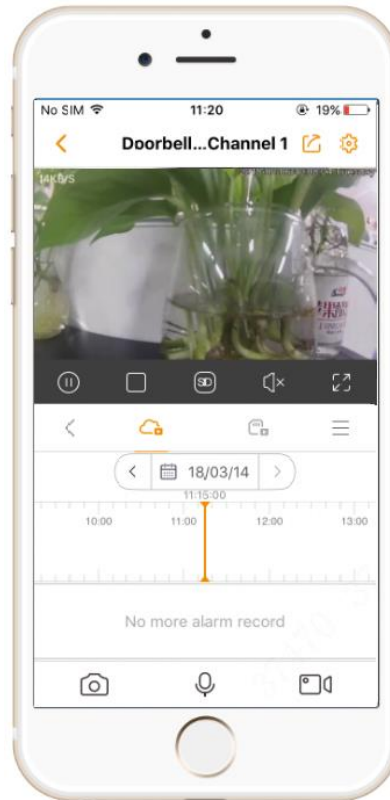 No SIM 11:20 19%
Doorbell...Channel 1
14KB/S
SD
18/03/14
11:15:00
10:00 11:00 12:00 13:00
No more alarm record